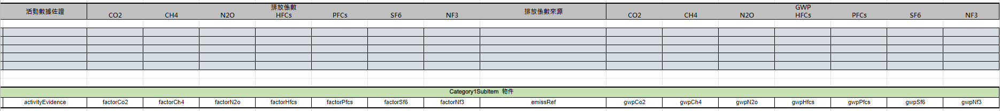 活動數據佐證 排放係數 排放係數來源 GWP
CO2 CH4 N2O HFCs PFCs SF6 NF3 CO2 CH4 N2O HFCs PFCs SF6 NF3
Category1SubItem 物件
activityEvidence factorCo2 factorCh4 factorN2o factorHfcs factorPfcs factorSf6 factorNf3 emissRef gwpCo2 gwpCh4 gwpN2o gwpHfcs gwpPfcs gwpSf6 gwpNf3